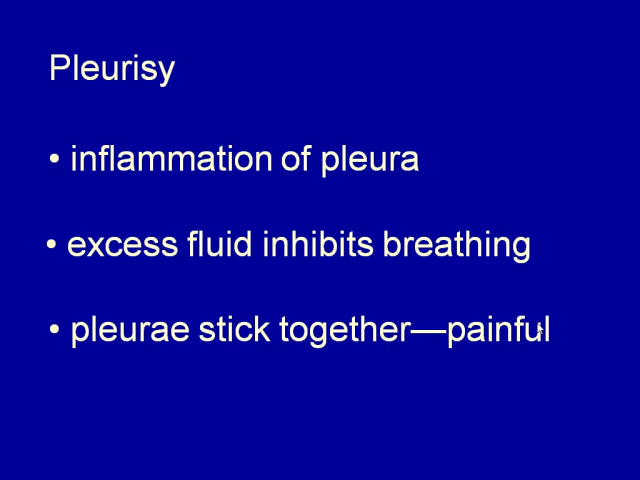 Pleurisy
• inflammation of pleura
• excess fluid inhibits breathing
• pleurae stick together—painful